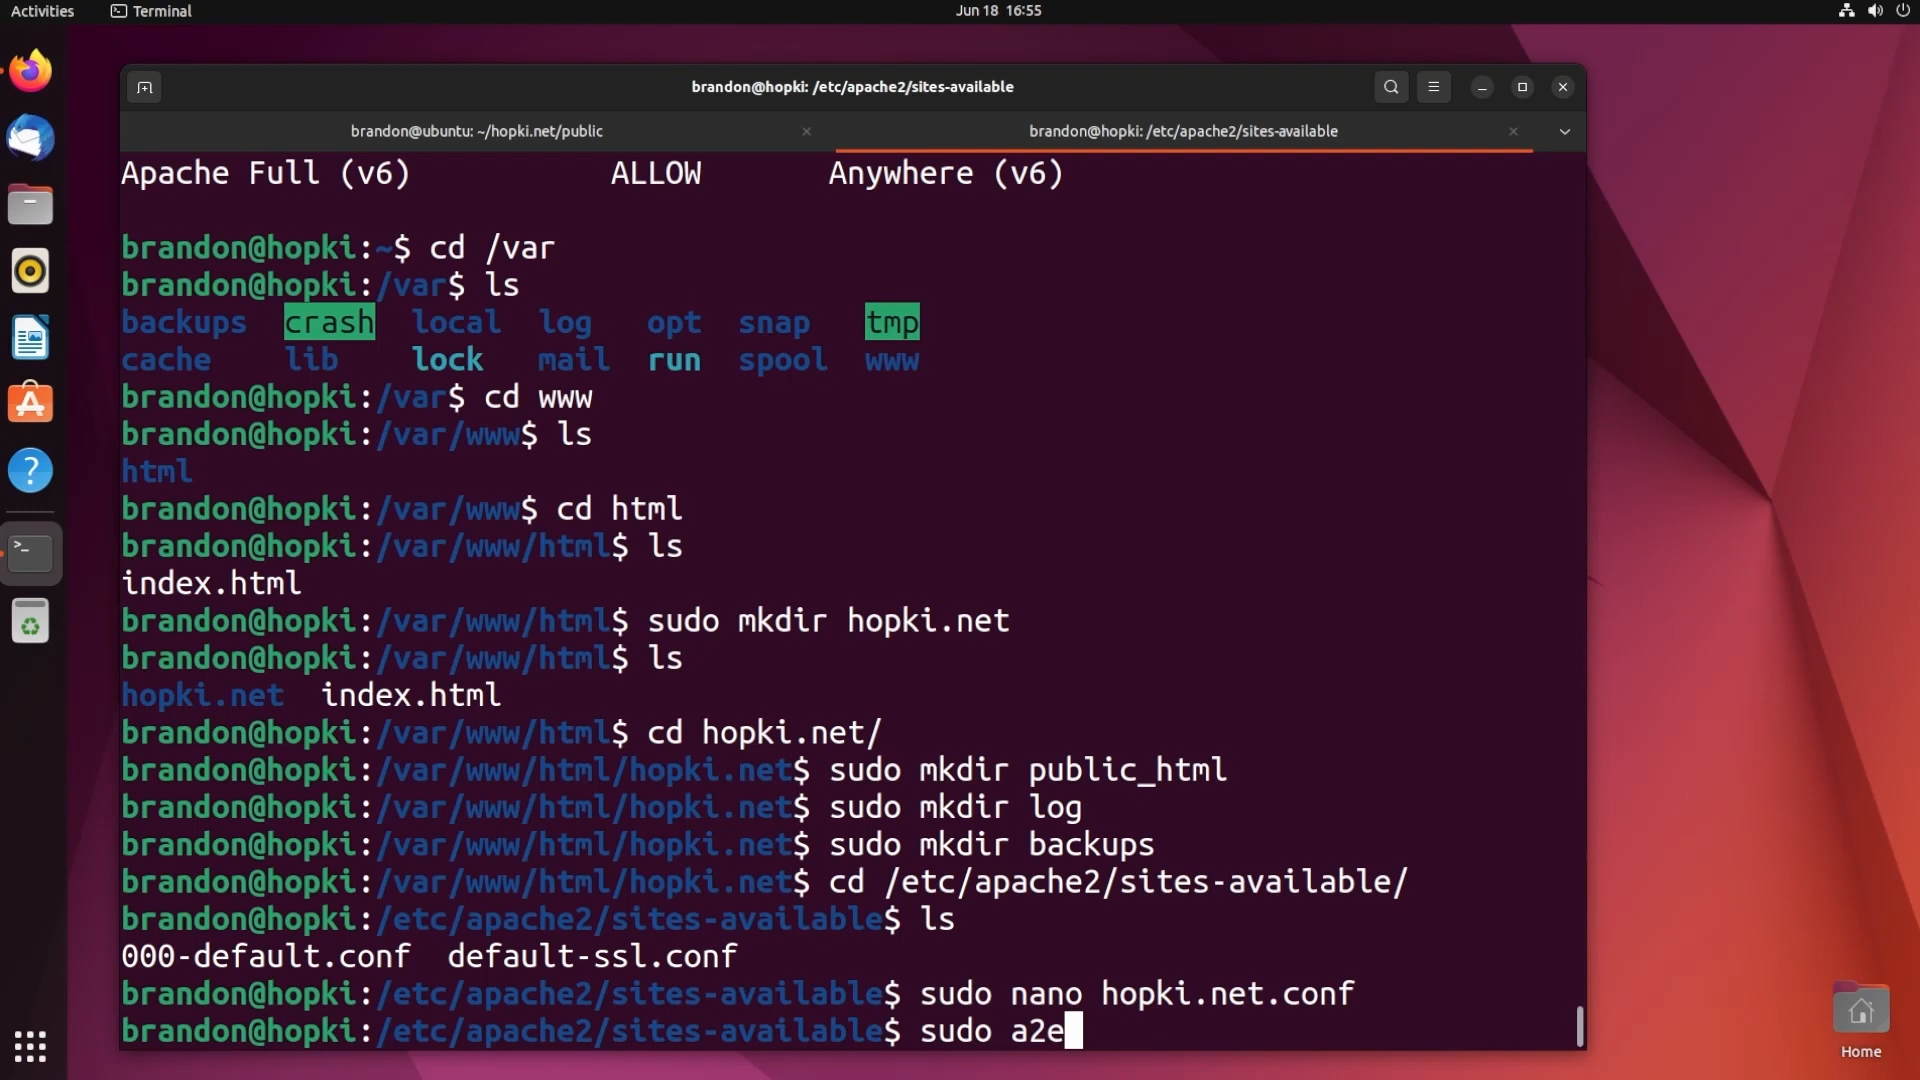 Activities Terminal Jun 18 16:55
brandon@hopki: /etc/apache2/sites-available
brandon@ubuntu: ~/hopki.net/public brandon@hopki: /etc/apache2/sites-available
Apache Full (v6) ALLOW Anywhere (v6)
brandon@hopki:~$ cd /var
brandon@hopki:/var$ ls
backups crash local log opt snap tmp
cache lib lock mail run spool www
brandon@hopki:/var$ cd www
brandon@hopki:/var/www$ ls
html
brandon@hopki:/var/www$ cd html
brandon@hopki:/var/www/html$ ls
index.html
brandon@hopki:/var/www/html$ sudo mkdir hopki.net
brandon@hopki:/var/www/html$ ls
hopki.net index.html
brandon@hopki:/var/www/html$ cd hopki.net/
brandon@hopki:/var/www/html/hopki.net$ sudo mkdir public_html
brandon@hopki:/var/www/html/hopki.net$ sudo mkdir log
brandon@hopki:/var/www/html/hopki.net$ sudo mkdir backups
brandon@hopki:/var/www/html/hopki.net$ cd /etc/apache2/sites-available/
brandon@hopki:/etc/apache2/sites-available$ ls
000-default.conf default-ssl.conf
brandon@hopki:/etc/apache2/sites-available$ sudo nano hopki.net.conf
brandon@hopki:/etc/apache2/sites-available$ sudo a2e
Home